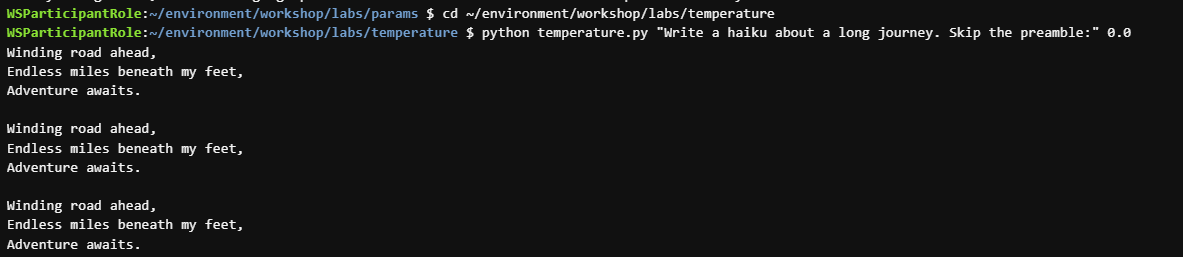 WSParticipantRole:~/environment/workshop/labs/params $ cd ~/environment/workshop/labs/temperature
WSParticipantRole:~/environment/workshop/labs/temperature $ python temperature.py "Write a haiku about a long journey. Skip the preamble:" 0.0
Winding road ahead,
Endless miles beneath my feet,
Adventure awaits.

Winding road ahead,
Endless miles beneath my feet,
Adventure awaits.

Winding road ahead,
Endless miles beneath my feet,
Adventure awaits.